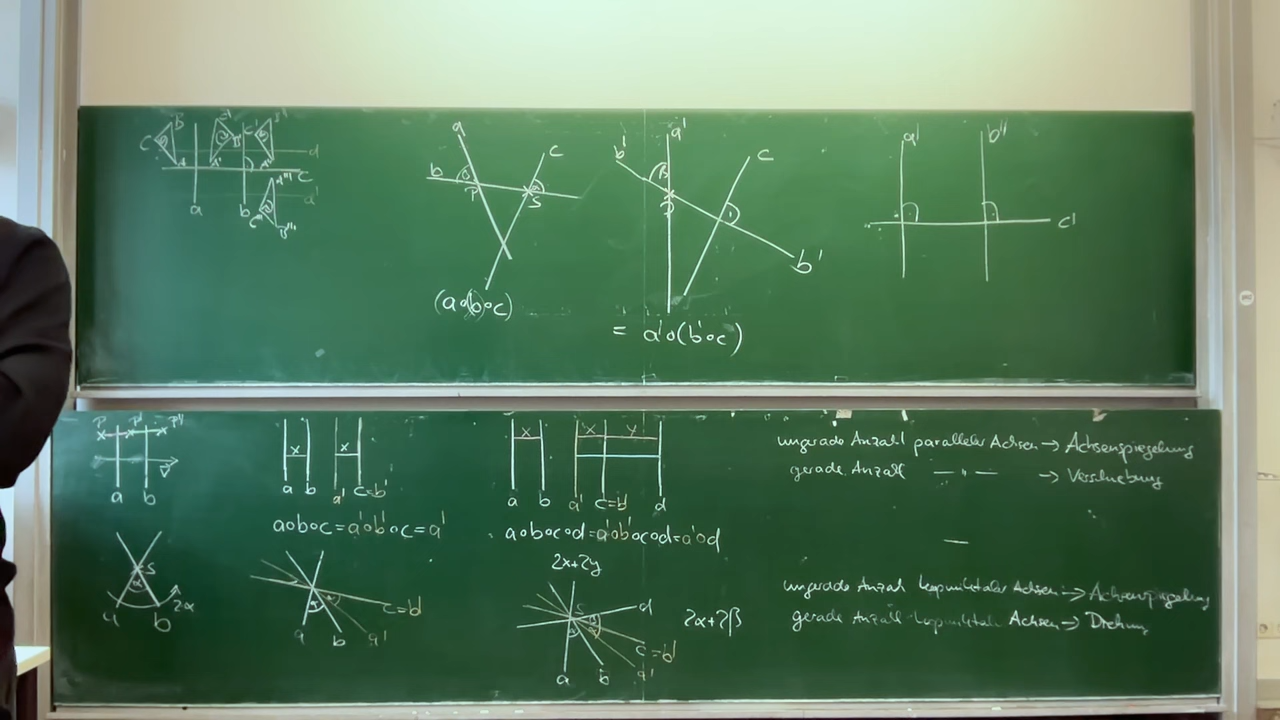 C B A a
B' b c' B'' d c a'
A''' C''' B'''
a b c β P α S
(a∘b∘c)
b' a' β P c b'
= a'∘(b'∘c)
a' b'' c'
P P' P'' a b v
a b a' c=b' x x
a∘b∘c=a'∘b'∘c=a'
x x y a b a' c=b' d
a∘b∘c∘d=a'∘b'∘c∘d=a'∘d
2x+2y
ungerade Anzahl paralleler Achsen → Achsenspiegelung
gerade Anzahl — " — → Verschiebung
S α a b 2α
a b a' c=b'
S d c=b' a' a b
2α+2β
ungerade Anzahl kopunktaler Achsen → Achsenspiegelung
gerade Anzahl kopunktaler Achsen → Drehung